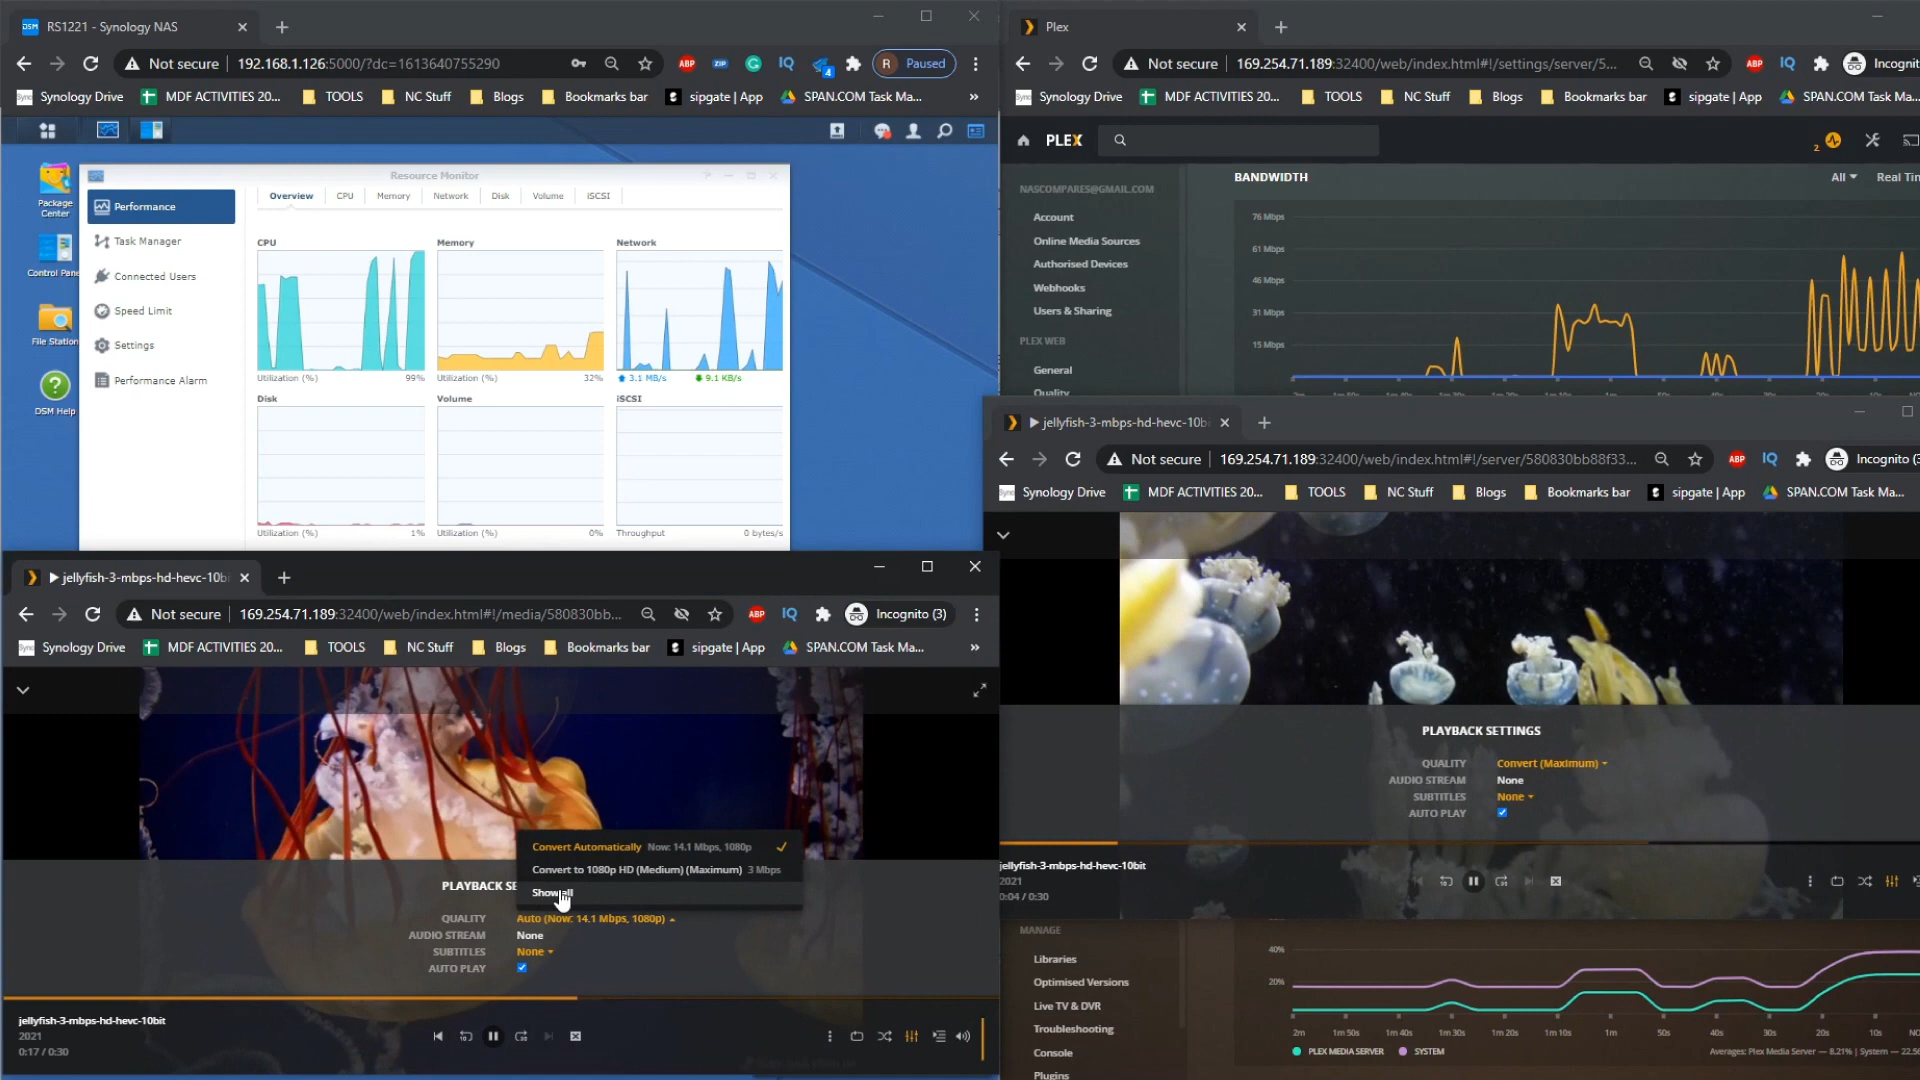 RS1221 - Synology NAS
Not secure
192.168.1.126:5000/?dc=1613640755290
ABP
ZIP
IQ
4
R
Paused
Synology Drive
MDF ACTIVITIES 20...
TOOLS
NC Stuff
Blogs
Bookmarks bar
sipgate | App
SPAN.COM Task Ma...
»
Package Center
Control Pane
File Station
DSM Help
Resource Monitor
Performance
Task Manager
Connected Users
Speed Limit
Settings
Performance Alarm
Overview
CPU
Memory
Network
Disk
Volume
iSCSI
CPU
Memory
Network
Utilization (%)
99%
Utilization (%)
32%
3.1 MB/s
9.1 KB/s
Disk
Volume
iSCSI
Utilization (%)
1%
Utilization (%)
0%
Throughput
0 bytes/s
Plex
Not secure
169.254.71.189:32400/web/index.html#!/settings/server/5...
ABP
IQ
Incognit
Synology Drive
MDF ACTIVITIES 20...
TOOLS
NC Stuff
Blogs
Bookmarks bar
sipgate | App
SPAN.COM Task Ma...
PLEX
2
NASCOMPARES@GMAIL.COM
Account
Online Media Sources
Authorised Devices
Webhooks
Users & Sharing
PLEX WEB
General
Quality
BANDWIDTH
All
Real Tin
76 Mbps
61 Mbps
46 Mbps
31 Mbps
15 Mbps
jellyfish-3-mbps-hd-hevc-10b
Not secure
169.254.71.189:32400/web/index.html#!/server/580830bb88f33...
ABP
IQ
Incognito (3
Synology Drive
MDF ACTIVITIES 20...
TOOLS
NC Stuff
Blogs
Bookmarks bar
sipgate | App
SPAN.COM Task Ma...
PLAYBACK SETTINGS
QUALITY
Convert (Maximum)
AUDIO STREAM
None
SUBTITLES
None
AUTO PLAY
jellyfish-3-mbps-hd-hevc-10bit
2021
0:04 / 0:30
MANAGE
Libraries
Optimised Versions
Live TV & DVR
Troubleshooting
Console
Plugins
40%
20%
2m
1m 50s
1m 40s
1m 30s
1m 20s
1m 10s
1m
50s
40s
30s
20s
10s
NO
PLEX MEDIA SERVER
SYSTEM
Averages: Plex Media Server — 8.21% | System — 22.56
jellyfish-3-mbps-hd-hevc-10b
Not secure
169.254.71.189:32400/web/index.html#!/media/580830bb...
ABP
IQ
Incognito (3)
Synology Drive
MDF ACTIVITIES 20...
TOOLS
NC Stuff
Blogs
Bookmarks bar
sipgate | App
SPAN.COM Task Ma...
»
Convert Automatically Now: 14.1 Mbps, 1080p
Convert to 1080p HD (Medium) (Maximum) 3 Mbps
Show all
PLAYBACK SE
QUALITY
Auto (Now: 14.1 Mbps, 1080p)
AUDIO STREAM
None
SUBTITLES
None
AUTO PLAY
jellyfish-3-mbps-hd-hevc-10bit
2021
0:17 / 0:30